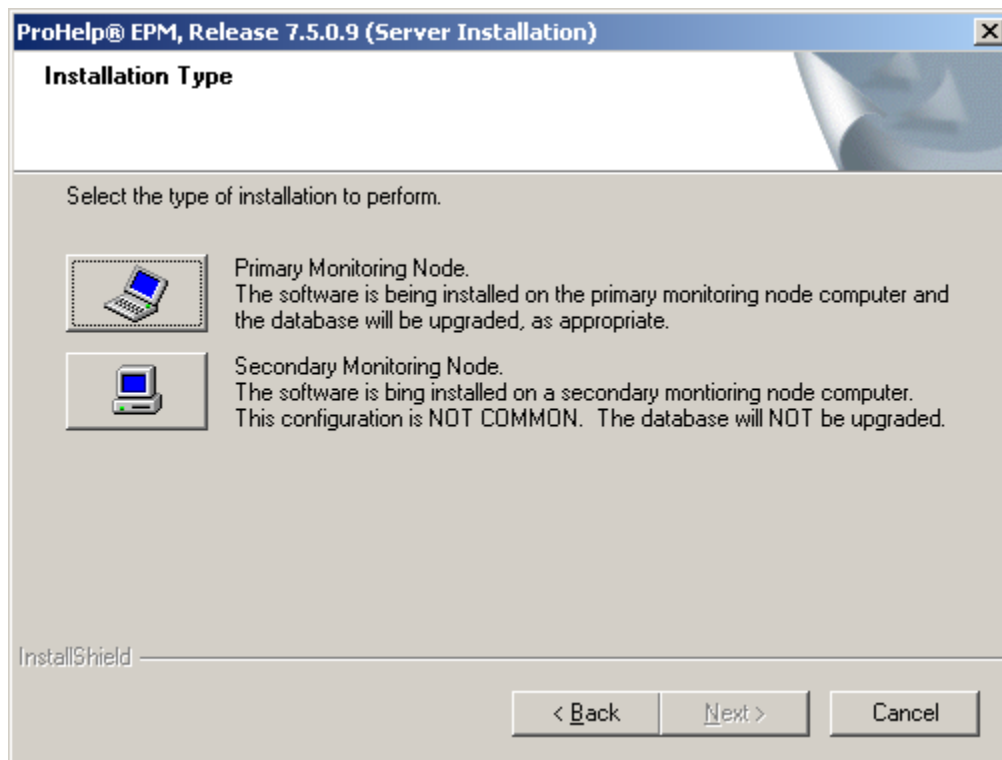 ProHelp® EPM, Release 7.5.0.9 (Server Installation)
Installation Type
Select the type of installation to perform.
Primary Monitoring Node.
The software is being installed on the primary monitoring node computer and
the database will be upgraded, as appropriate.
Secondary Monitoring Node.
The software is bing installed on a secondary montioring node computer.
This configuration is NOT COMMON.  The database will NOT be upgraded.
InstallShield
< Back
Next >
Cancel